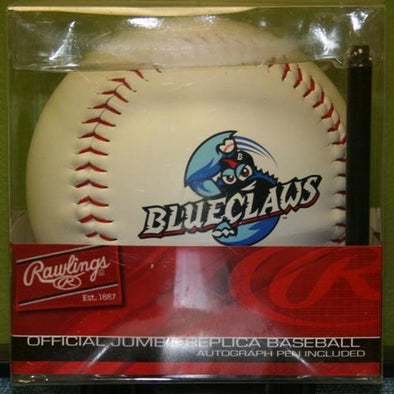 BLUECLAWS
Rawlings
R
Est. 1887
OFFICIAL JUMBO REPLICA BASEBALL
AUTOGRAPH PEN INCLUDED